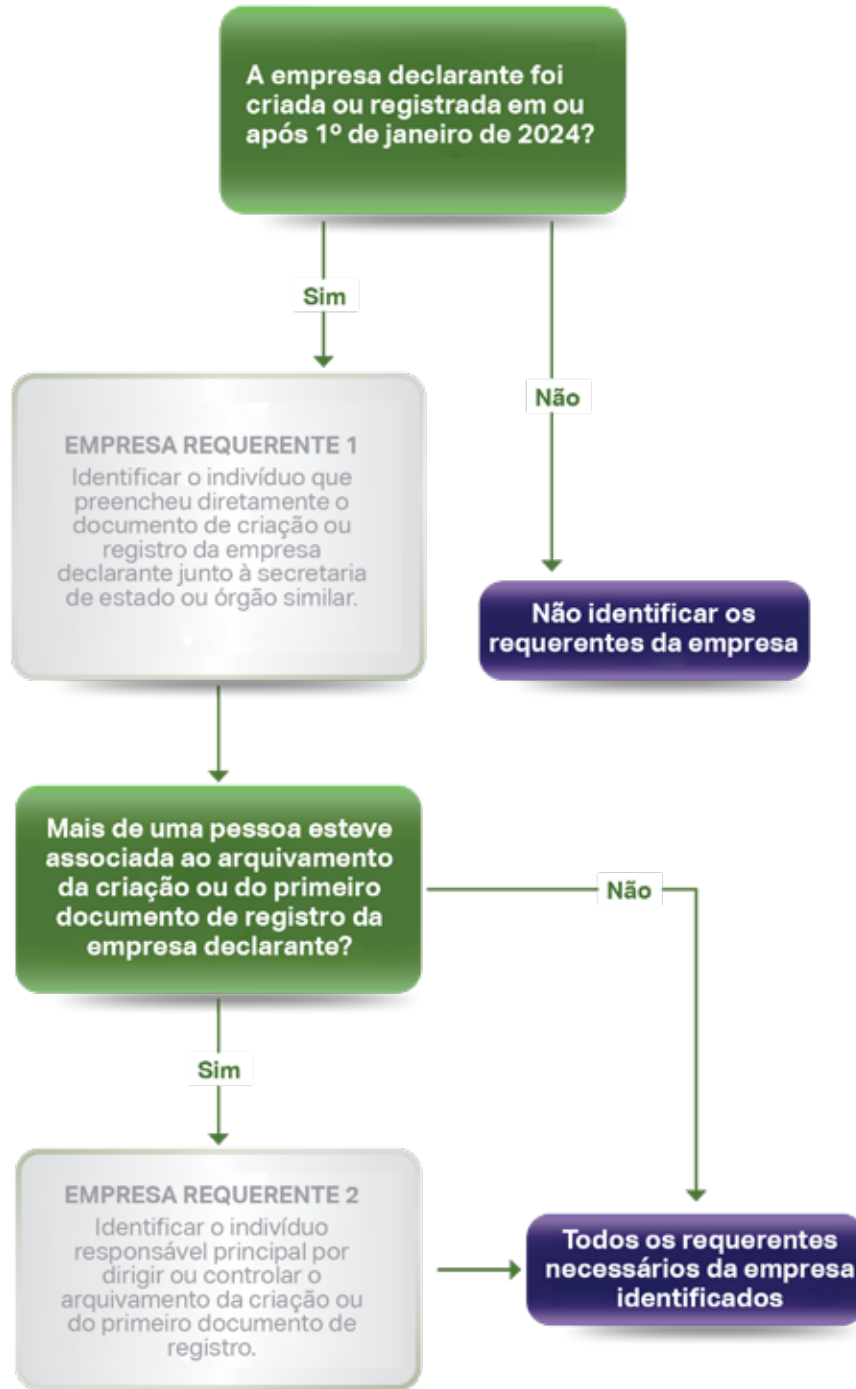 A empresa declarante foi
criada ou registrada em ou
após 1º de janeiro de 2024?
Sim
Não
EMPRESA REQUERENTE 1
Identificar o indivíduo que
preencheu diretamente o
documento de criação ou
registro da empresa
declarante junto à secretaria
de estado ou órgão similar.
Não identificar os
requerentes da empresa
Mais de uma pessoa esteve
associada ao arquivamento
da criação ou do primeiro
documento de registro da
empresa declarante?
Não
Sim
EMPRESA REQUERENTE 2
Identificar o indivíduo
responsável principal por
dirigir ou controlar o
arquivamento da criação ou
do primeiro documento de
registro.
Todos os requerentes
necessários da empresa
identificados